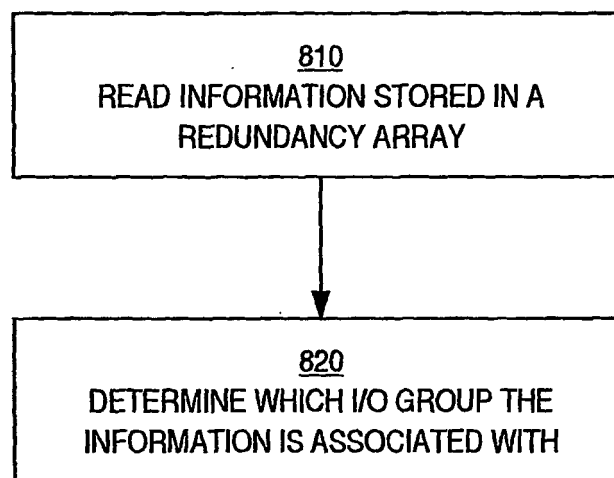 810
READ INFORMATION STORED IN A
REDUNDANCY ARRAY
820
DETERMINE WHICH I/O GROUP THE
INFORMATION IS ASSOCIATED WITH